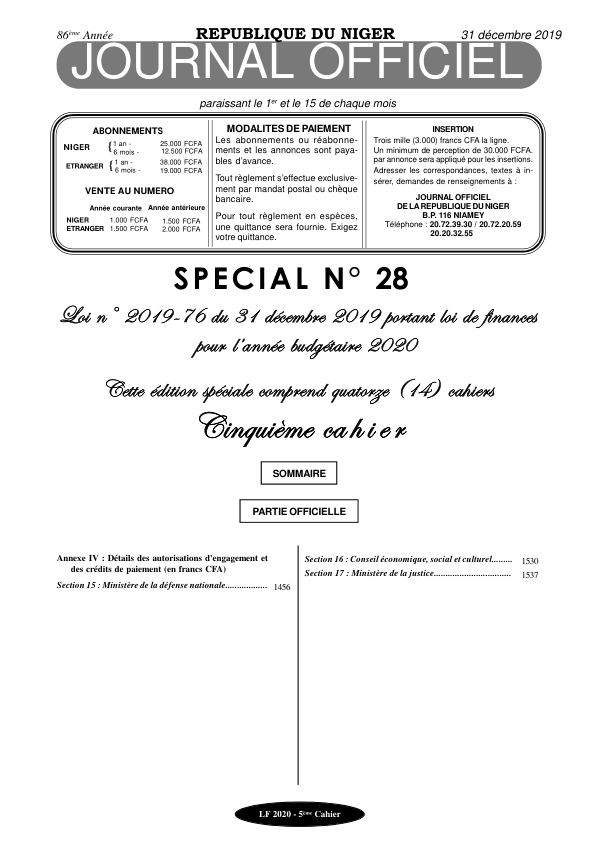 86ème Année
REPUBLIQUE DU NIGER
31 décembre 2019
JOURNAL OFFICIEL
paraissant le 1er et le 15 de chaque mois
ABONNEMENTS
NIGER { 1 an - 25.000 FCFA
6 mois - 12.500 FCFA
ETRANGER { 1 an - 38.000 FCFA
6 mois - 19.000 FCFA
VENTE AU NUMERO
Année courante Année antérieure
NIGER 1.000 FCFA 1.500 FCFA
ETRANGER 1.500 FCFA 2.000 FCFA
MODALITES DE PAIEMENT
Les abonnements ou réabonne-
ments et les annonces sont paya-
bles d'avance.
Tout règlement s'effectue exclusive-
ment par mandat postal ou chèque
bancaire.
Pour tout règlement en espèces,
une quittance sera fournie. Exigez
votre quittance.
INSERTION
Trois mille (3.000) francs CFA la ligne.
Un minimum de perception de 30.000 FCFA.
par annonce sera appliqué pour les insertions.
Adresser les correspondances, textes à in-
sérer, demandes de renseignements à :
JOURNAL OFFICIEL
DE LA REPUBLIQUE DU NIGER
B.P. 116 NIAMEY
Téléphone : 20.72.39.30 / 20.72.20.59
20.20.32.55
SPECIAL N° 28
Loi n° 2019-76 du 31 décembre 2019 portant loi de finances
pour l'année budgétaire 2020
Cette édition spéciale comprend quatorze (14) cahiers
Cinquième cahier
SOMMAIRE
PARTIE OFFICIELLE
Annexe IV : Détails des autorisations d'engagement et
des crédits de paiement (en francs CFA)
Section 15 : Ministère de la défense nationale.................. 1456
Section 16 : Conseil économique, social et culturel......... 1530
Section 17 : Ministère de la justice................................. 1537
LF 2020 - 5ème Cahier